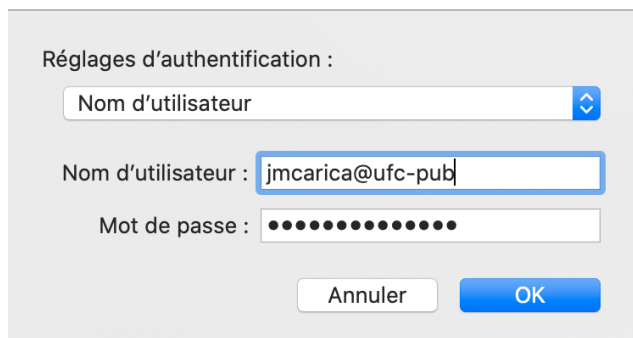 Réglages d’authentification :
Nom d’utilisateur
Nom d’utilisateur : jmcarica@ufc-pub
Mot de passe : ••••••••••••••
Annuler OK